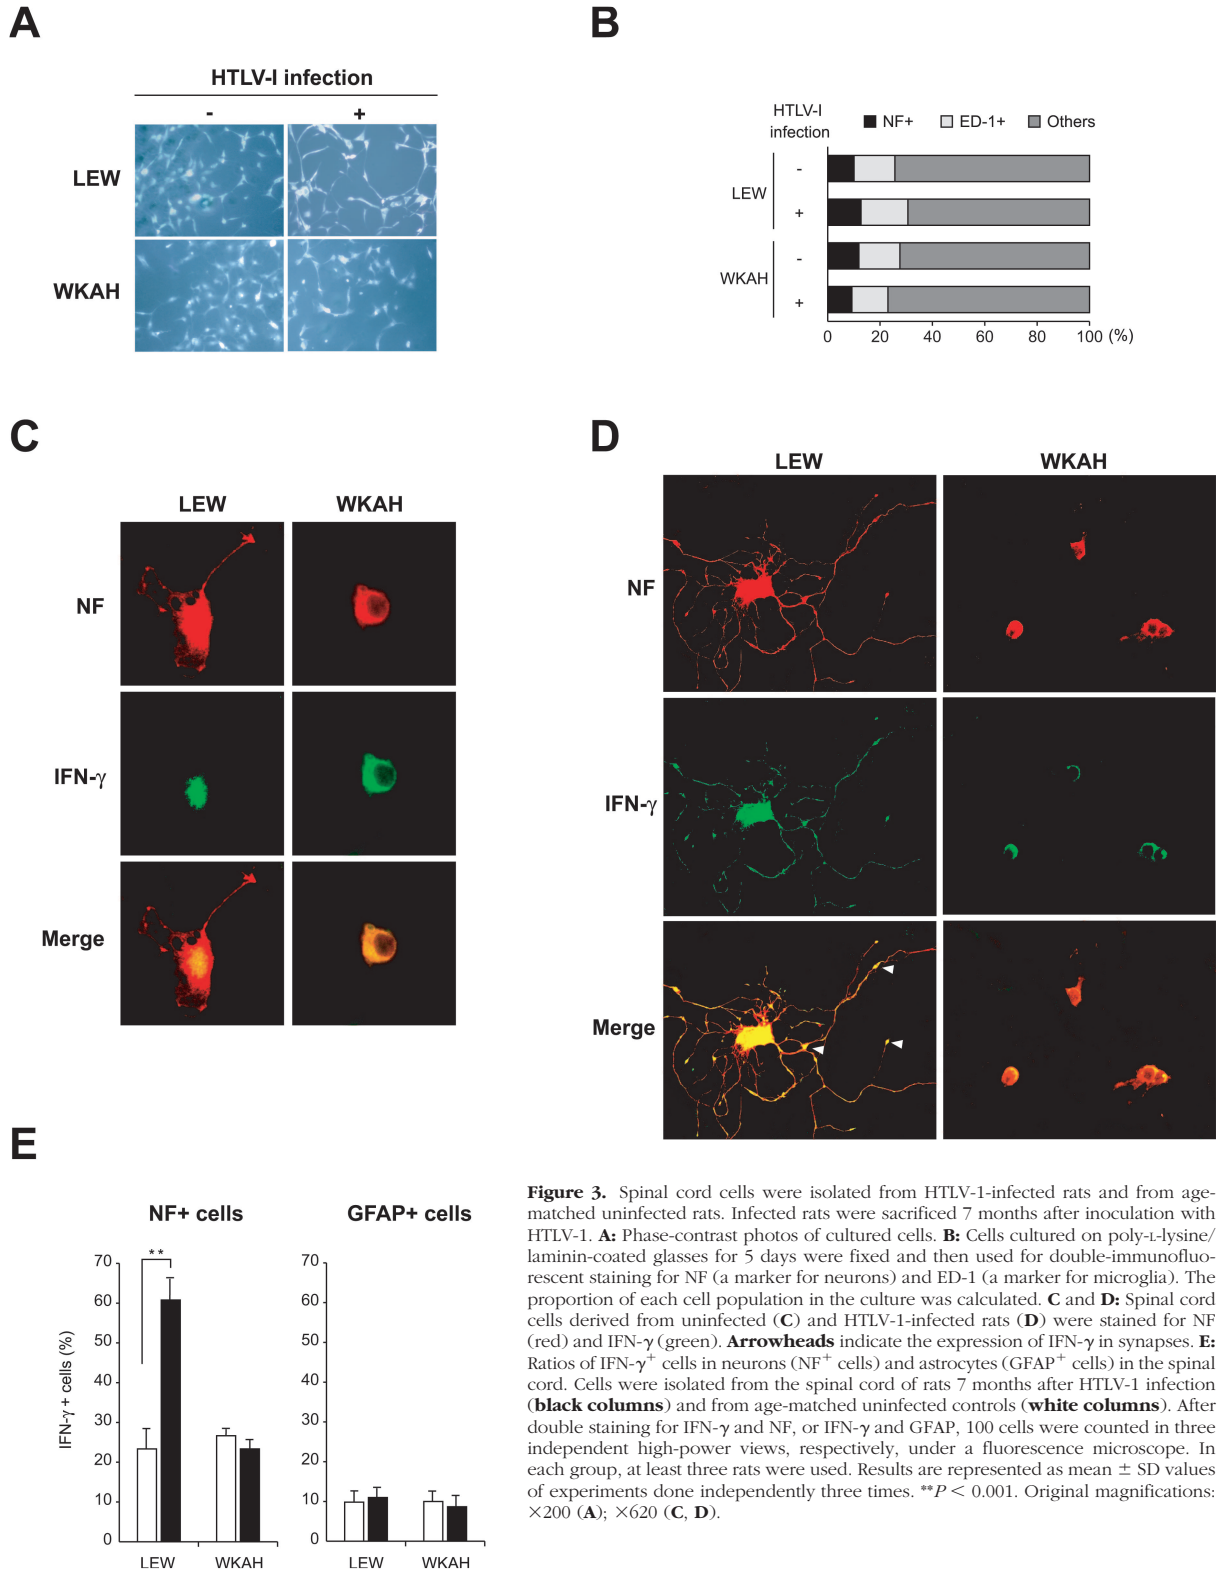 A
HTLV-I infection
- +
LEW
WKAH
B
HTLV-I
infection
NF+ ED-1+ Others
LEW
-
+
WKAH
-
+
0 20 40 60 80 100 (%)
C
LEW WKAH
NF
IFN-γ
Merge
D
LEW WKAH
NF
IFN-γ
Merge
E
NF+ cells
GFAP+ cells
IFN-γ + cells (%)
70
60
50
40
30
20
10
0
**
LEW WKAH
70
60
50
40
30
20
10
0
LEW WKAH
Figure 3. Spinal cord cells were isolated from HTLV-1-infected rats and from age-
matched uninfected rats. Infected rats were sacrificed 7 months after inoculation with
HTLV-1. A: Phase-contrast photos of cultured cells. B: Cells cultured on poly-L-lysine/
laminin-coated glasses for 5 days were fixed and then used for double-immunofluo-
rescent staining for NF (a marker for neurons) and ED-1 (a marker for microglia). The
proportion of each cell population in the culture was calculated. C and D: Spinal cord
cells derived from uninfected (C) and HTLV-1-infected rats (D) were stained for NF
(red) and IFN-γ (green). Arrowheads indicate the expression of IFN-γ in synapses. E:
Ratios of IFN-γ⁺ cells in neurons (NF⁺ cells) and astrocytes (GFAP⁺ cells) in the spinal
cord. Cells were isolated from the spinal cord of rats 7 months after HTLV-1 infection
(black columns) and from age-matched uninfected controls (white columns). After
double staining for IFN-γ and NF, or IFN-γ and GFAP, 100 cells were counted in three
independent high-power views, respectively, under a fluorescence microscope. In
each group, at least three rats were used. Results are represented as mean ± SD values
of experiments done independently three times. **P < 0.001. Original magnifications:
×200 (A); ×620 (C, D).